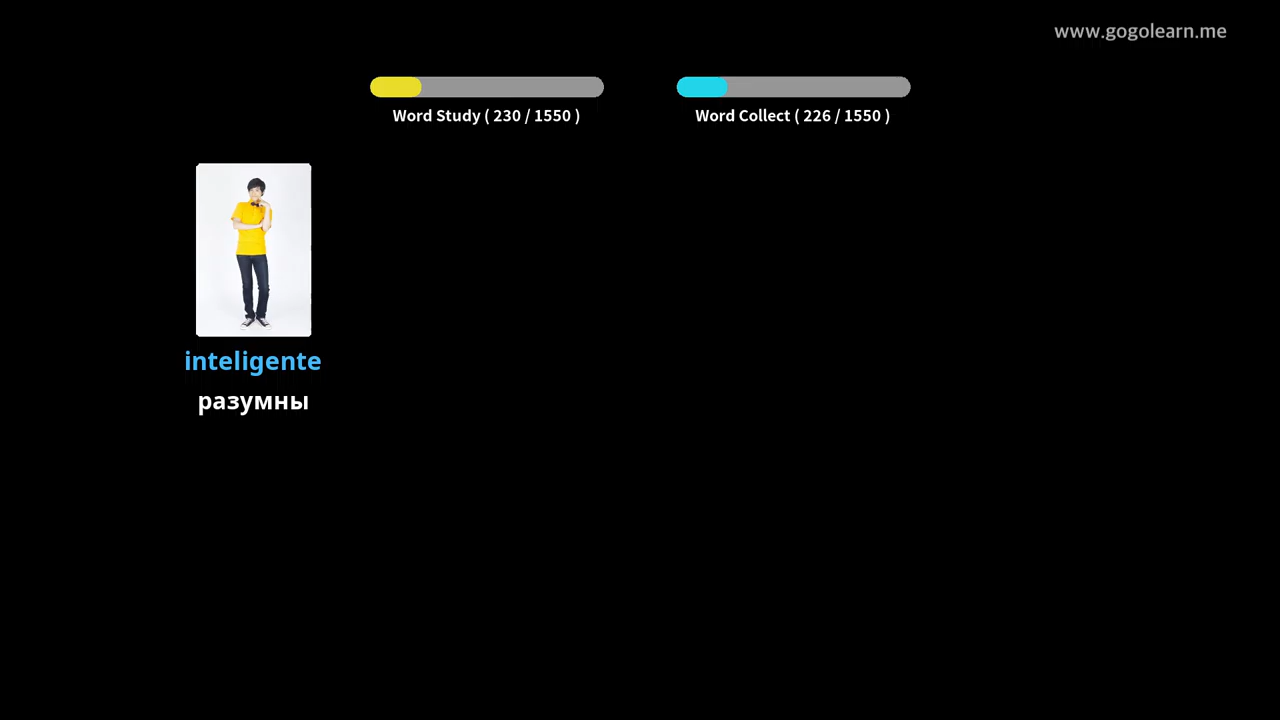 www.gogolearn.me
Word Study ( 230 / 1550 )
Word Collect ( 226 / 1550 )
inteligente
разумны